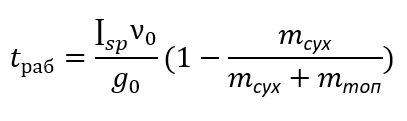 t_раб = (I_sp ν_0 / g_0) (1 − m_сух / (m_сух + m_топ))